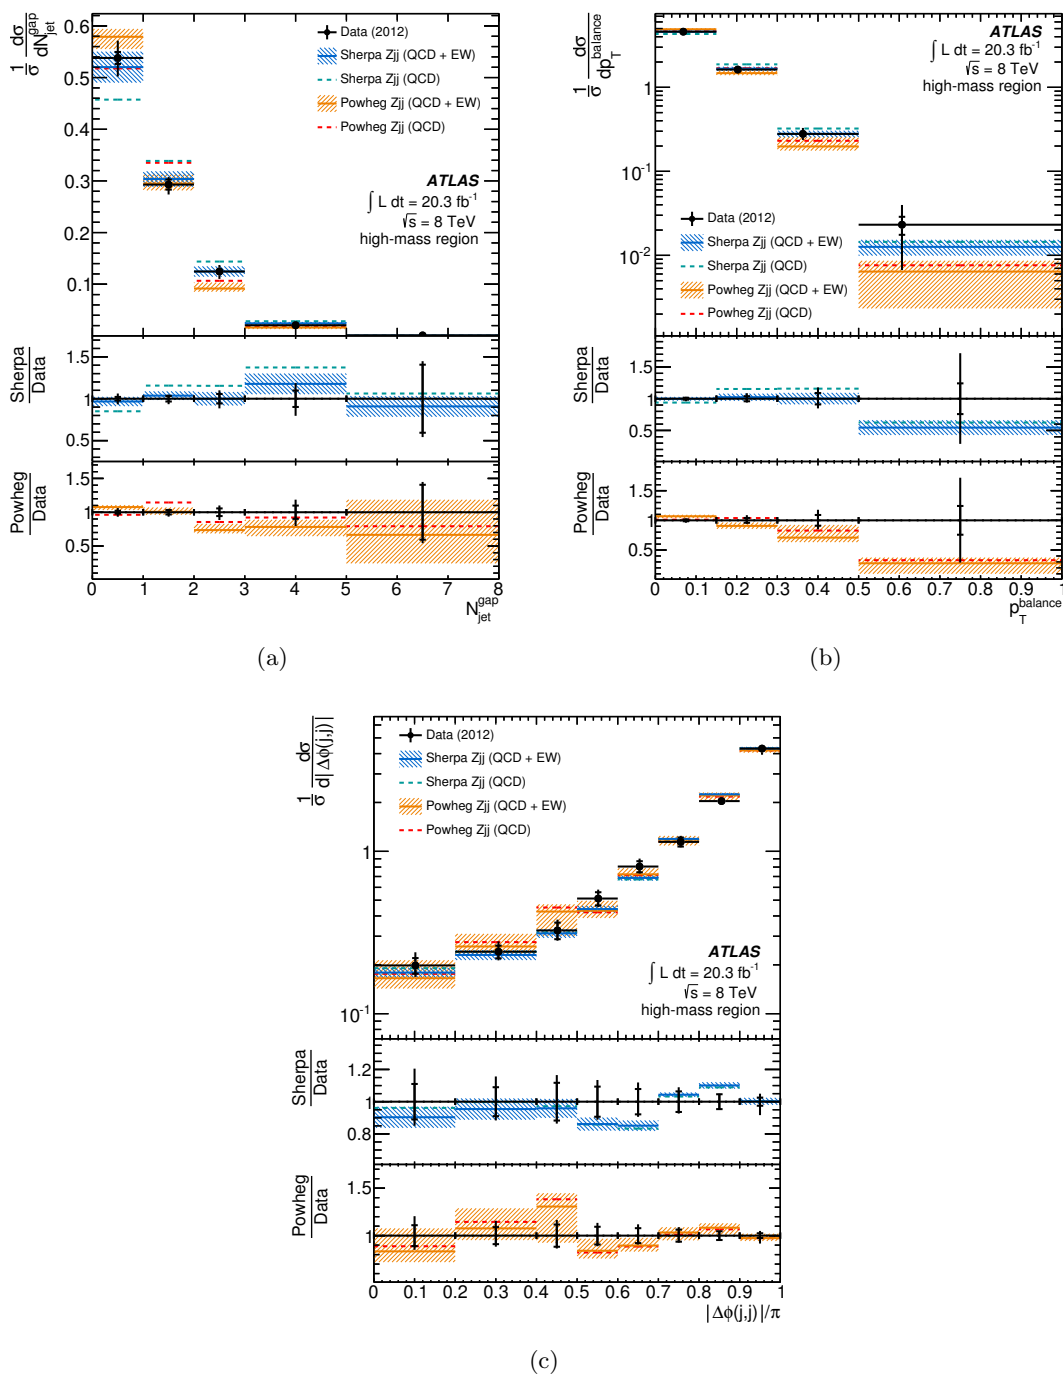 1/σ dσ/dN_jet^gap
0.6
0.5
0.4
0.3
0.2
0.1
Data (2012)
Sherpa Zjj (QCD + EW)
Sherpa Zjj (QCD)
Powheg Zjj (QCD + EW)
Powheg Zjj (QCD)
ATLAS
∫ L dt = 20.3 fb⁻¹
√s = 8 TeV
high-mass region
Sherpa/Data
1.5
1
0.5
Powheg/Data
1.5
1
0.5
0 1 2 3 4 5 6 7 8
N_jet^gap
(a)
1/σ dσ/dp_T^balance
1
10⁻¹
10⁻²
ATLAS
∫ L dt = 20.3 fb⁻¹
√s = 8 TeV
high-mass region
Data (2012)
Sherpa Zjj (QCD + EW)
Sherpa Zjj (QCD)
Powheg Zjj (QCD + EW)
Powheg Zjj (QCD)
Sherpa/Data
1.5
1
0.5
Powheg/Data
1.5
1
0.5
0 0.1 0.2 0.3 0.4 0.5 0.6 0.7 0.8 0.9 1
p_T^balance
(b)
1/σ dσ/d|Δϕ(j,j)|
1
10⁻¹
Data (2012)
Sherpa Zjj (QCD + EW)
Sherpa Zjj (QCD)
Powheg Zjj (QCD + EW)
Powheg Zjj (QCD)
ATLAS
∫ L dt = 20.3 fb⁻¹
√s = 8 TeV
high-mass region
Sherpa/Data
1.2
1
0.8
Powheg/Data
1.5
1
0 0.1 0.2 0.3 0.4 0.5 0.6 0.7 0.8 0.9 1
|Δϕ(j,j)|/π
(c)